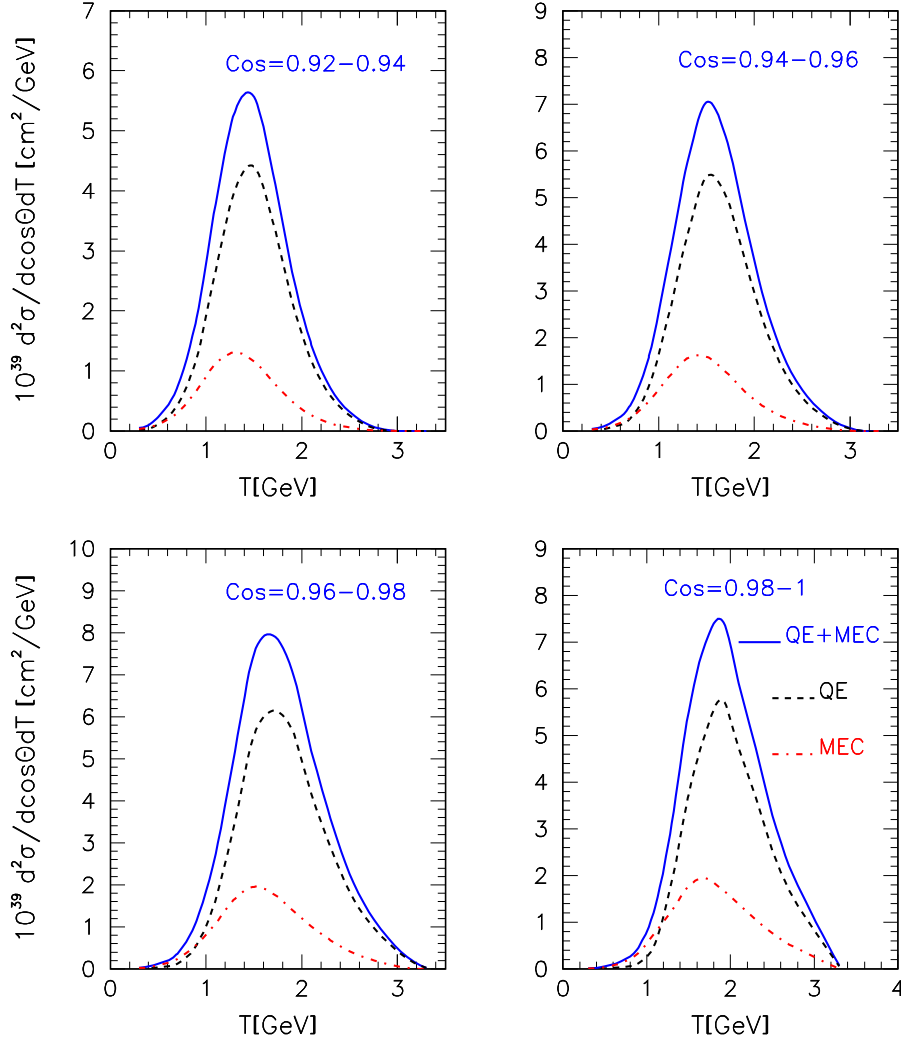 Cos=0.92−0.94
10³⁹ d²σ/dcosΘdT [cm²/GeV]
7
6
5
4
3
2
1
0
0 1 2 3
T[GeV]
Cos=0.94−0.96
9
8
7
6
5
4
3
2
1
0
0 1 2 3
T[GeV]
Cos=0.96−0.98
10³⁹ d²σ/dcosΘdT [cm²/GeV]
10
9
8
7
6
5
4
3
2
1
0
0 1 2 3
T[GeV]
Cos=0.98−1
QE+MEC
QE
MEC
9
8
7
6
5
4
3
2
1
0
0 1 2 3 4
T[GeV]